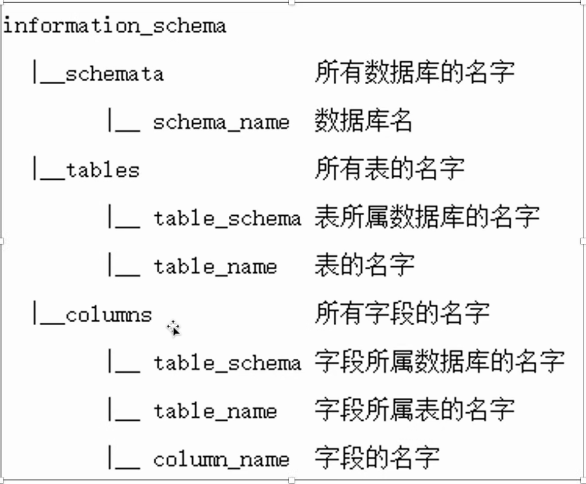 information_schema
|__schemata 所有数据库的名字
|__ schema_name 数据库名
|__tables 所有表的名字
|__ table_schema 表所属数据库的名字
|__ table_name 表的名字
|__columns 所有字段的名字
|__ table_schema 字段所属数据库的名字
|__ table_name 字段所属表的名字
|__ column_name 字段的名字